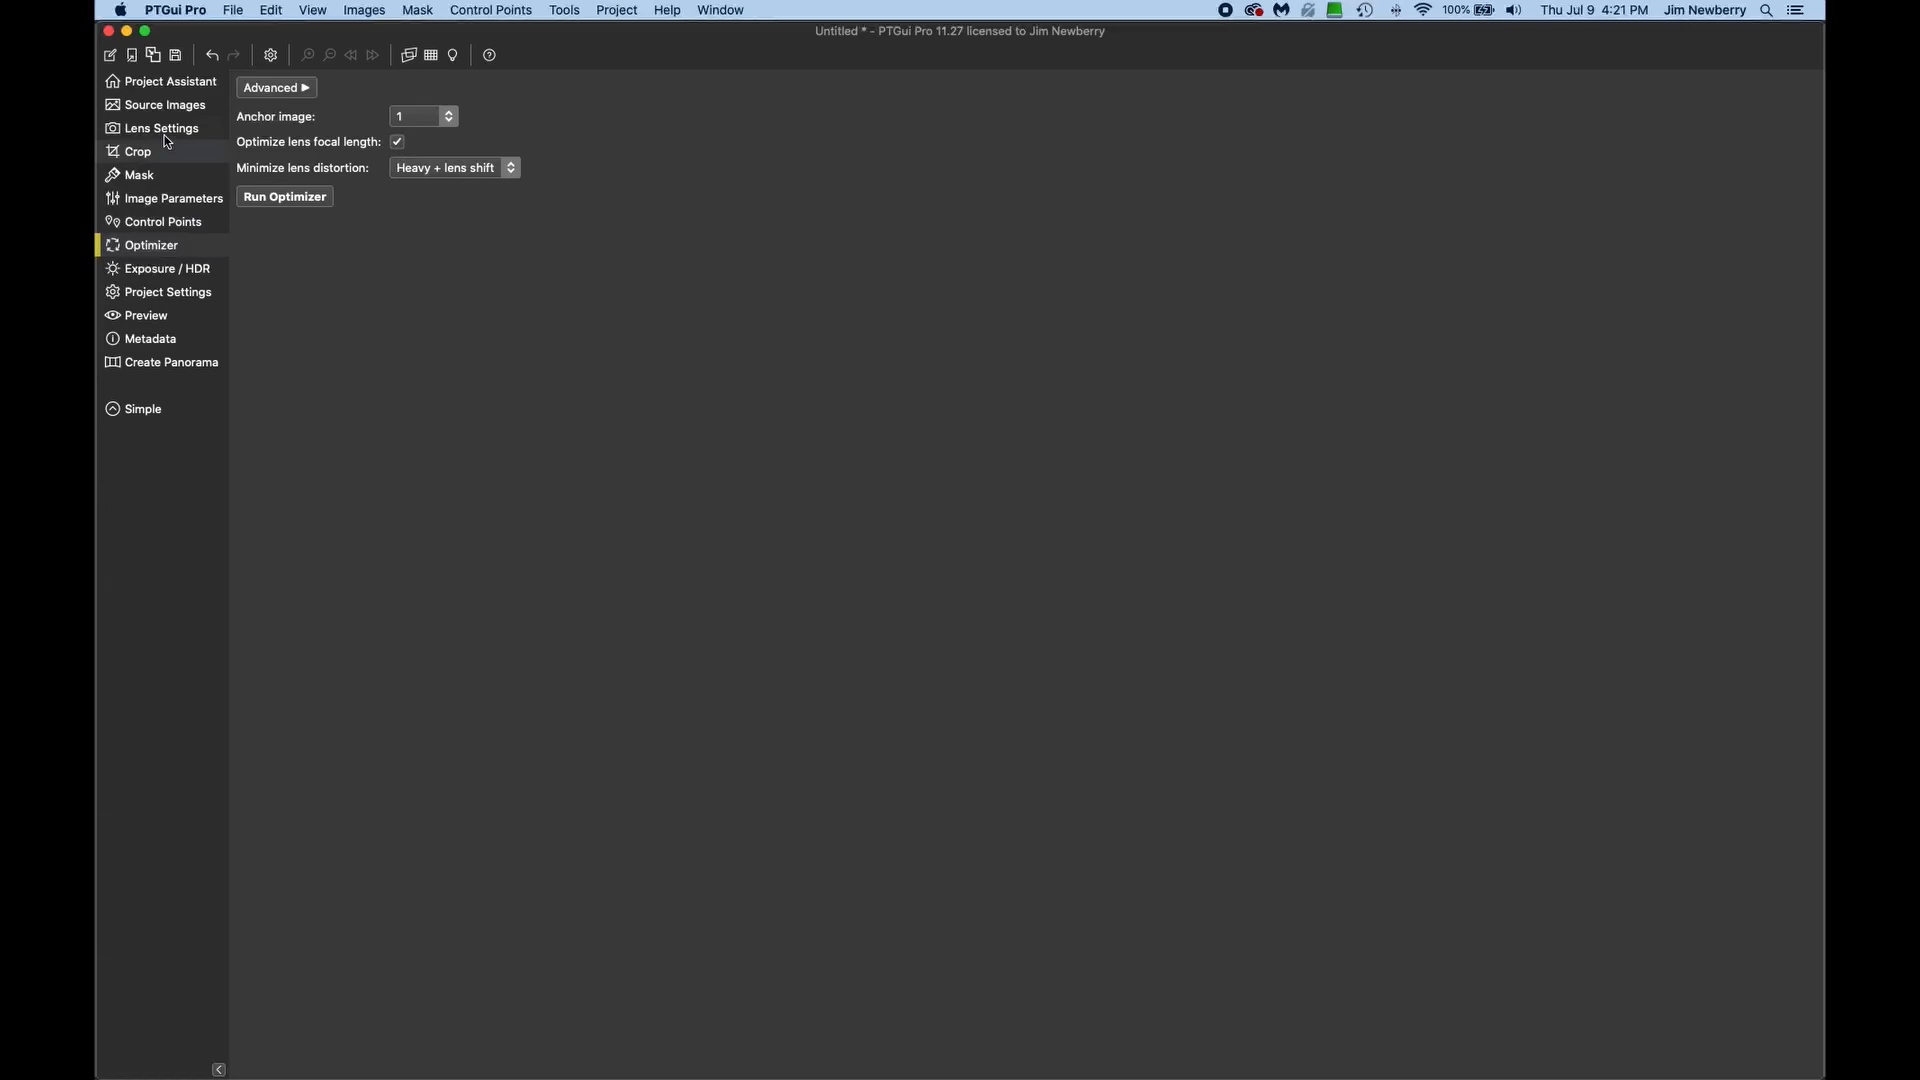 PTGui Pro File Edit View Images Mask Control Points Tools Project Help Window 100% Thu Jul 9 4:21 PM Jim Newberry
Untitled * - PTGui Pro 11.27 licensed to Jim Newberry
Project Assistant
Source Images
Lens Settings
Crop
Mask
Image Parameters
Control Points
Optimizer
Exposure / HDR
Project Settings
Preview
Metadata
Create Panorama
Simple
Advanced
Anchor image: 1
Optimize lens focal length:
Minimize lens distortion: Heavy + lens shift
Run Optimizer